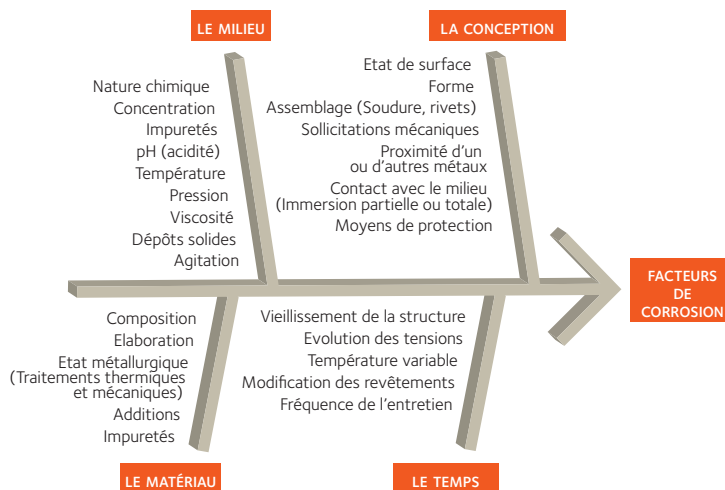 LE MILIEU
Nature chimique
Concentration
Impuretés
pH (acidité)
Température
Pression
Viscosité
Dépôts solides
Agitation
LA CONCEPTION
Etat de surface
Forme
Assemblage (Soudure, rivets)
Sollicitations mécaniques
Proximité d'un
ou d'autres métaux
Contact avec le milieu
(Immersion partielle ou totale)
Moyens de protection
FACTEURS
DE
CORROSION
Composition
Elaboration
Etat métallurgique
(Traitements thermiques
et mécaniques)
Additions
Impuretés
LE MATÉRIAU
Vieillissement de la structure
Evolution des tensions
Température variable
Modification des revêtements
Fréquence de l'entretien
LE TEMPS